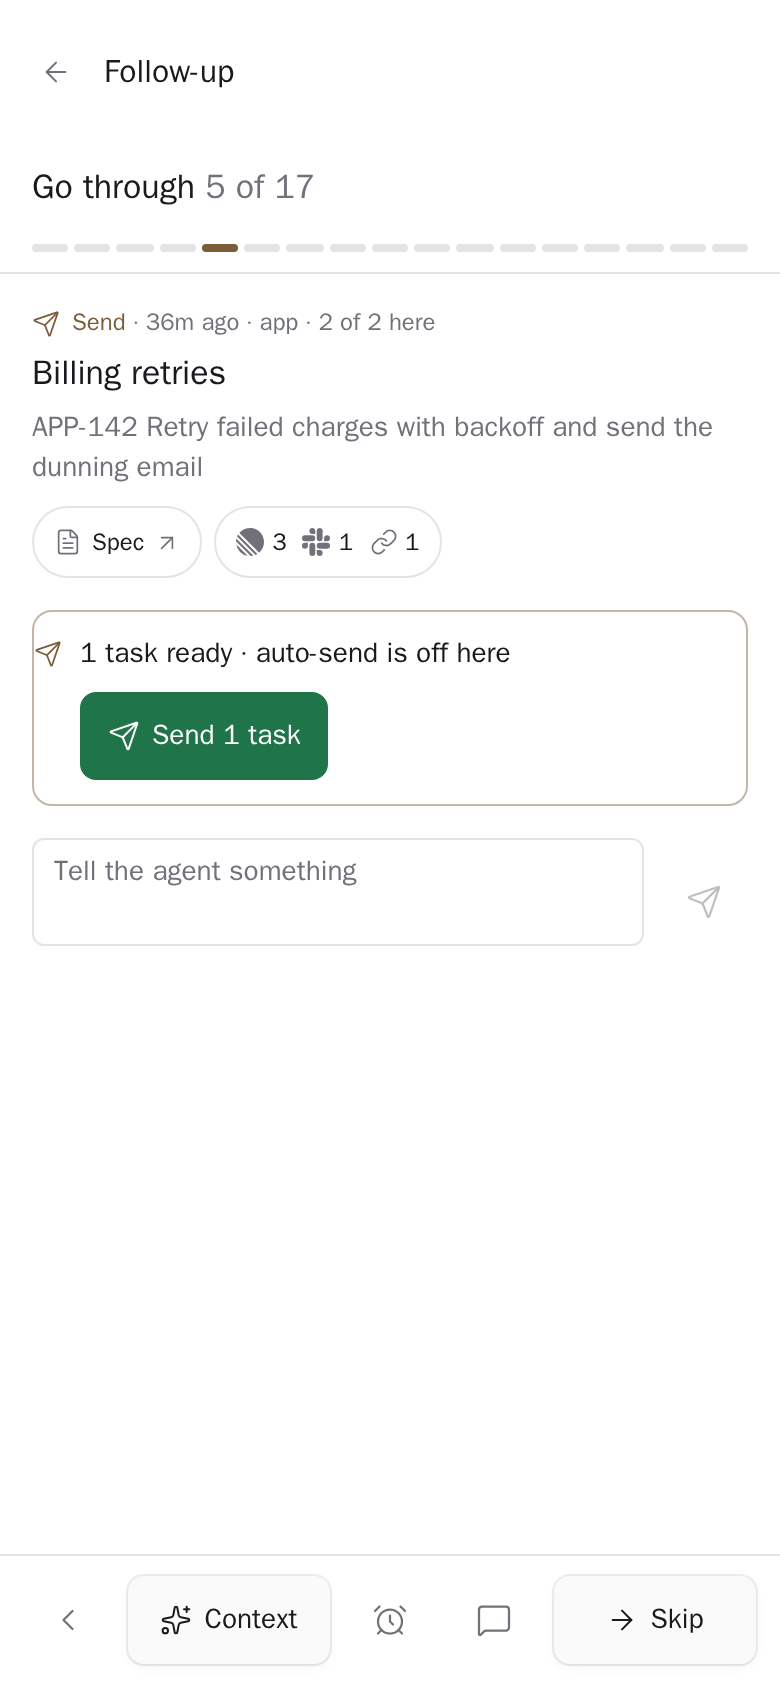 Follow-up
Go through 5 of 17
Send · 36m ago · app · 2 of 2 here
Billing retries
APP-142 Retry failed charges with backoff and send the
dunning email
Spec 3 1 1
1 task ready · auto-send is off here
Send 1 task
Tell the agent something
Context Skip